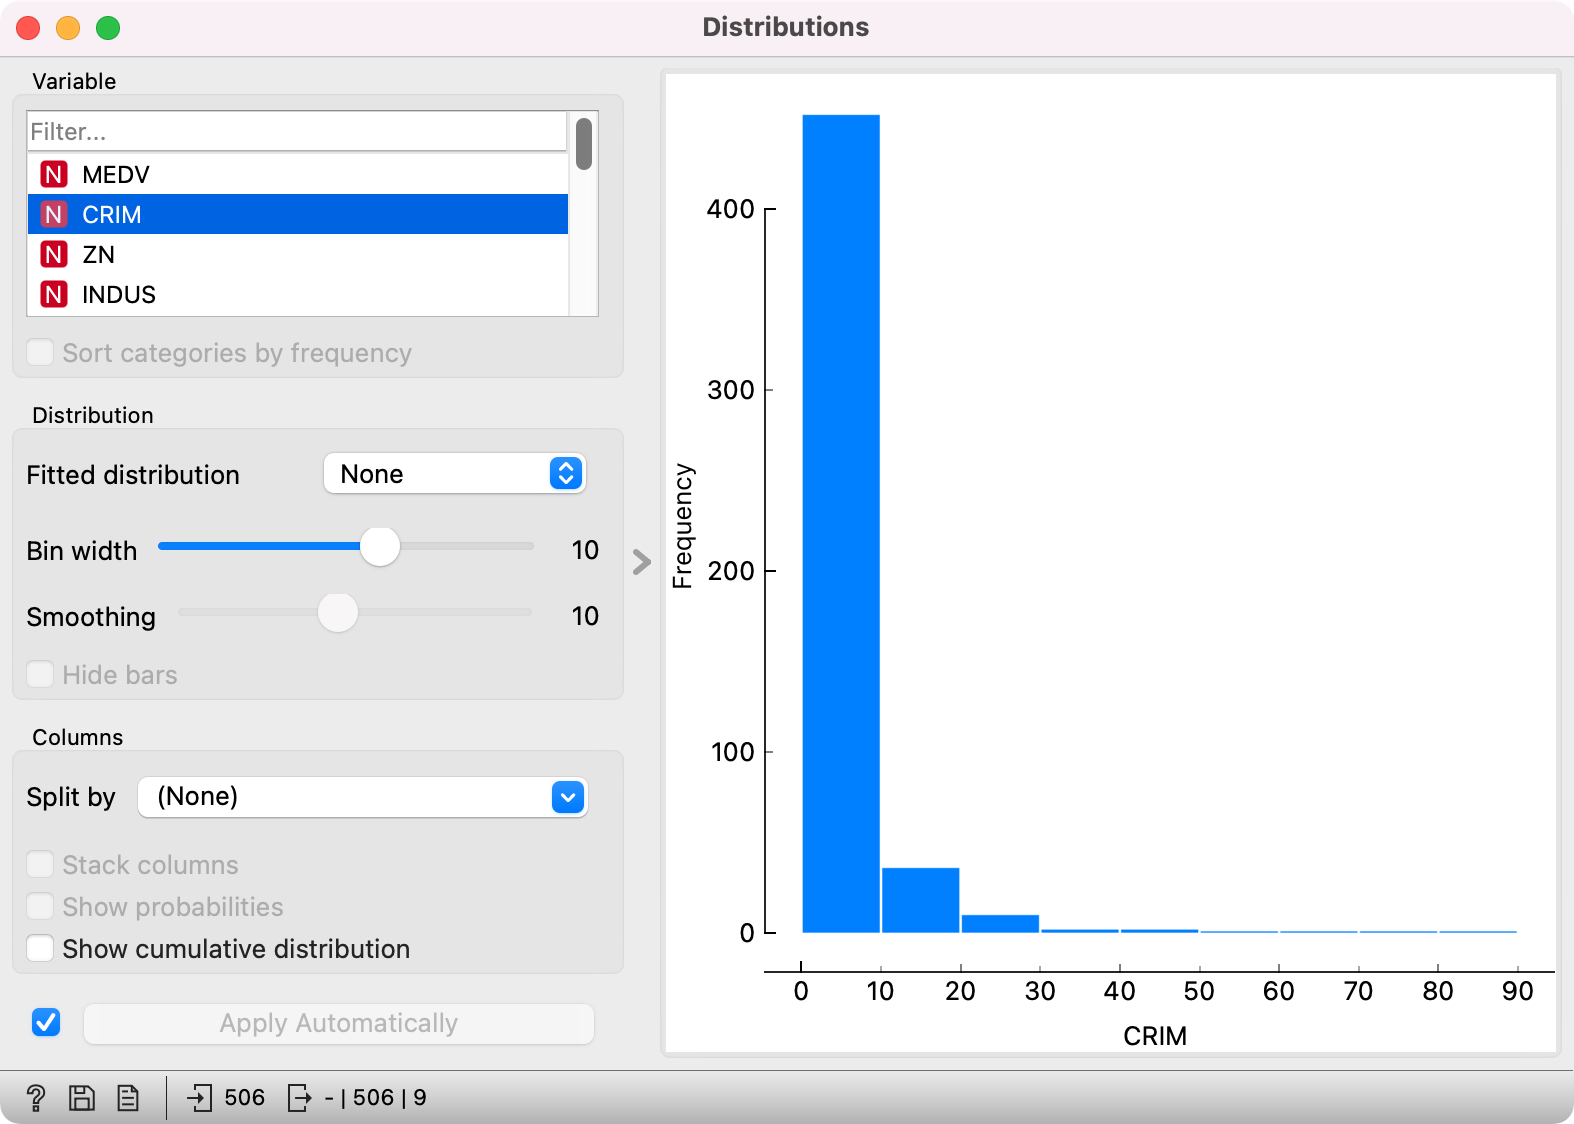 Distributions
Variable
Filter...
N MEDV
N CRIM
N ZN
N INDUS
Sort categories by frequency
Distribution
Fitted distribution None
Bin width 10
Smoothing 10
Hide bars
Columns
Split by (None)
Stack columns
Show probabilities
Show cumulative distribution
Apply Automatically
? 506 - | 506 | 9
Frequency
400
300
200
100
0
0 10 20 30 40 50 60 70 80 90
CRIM